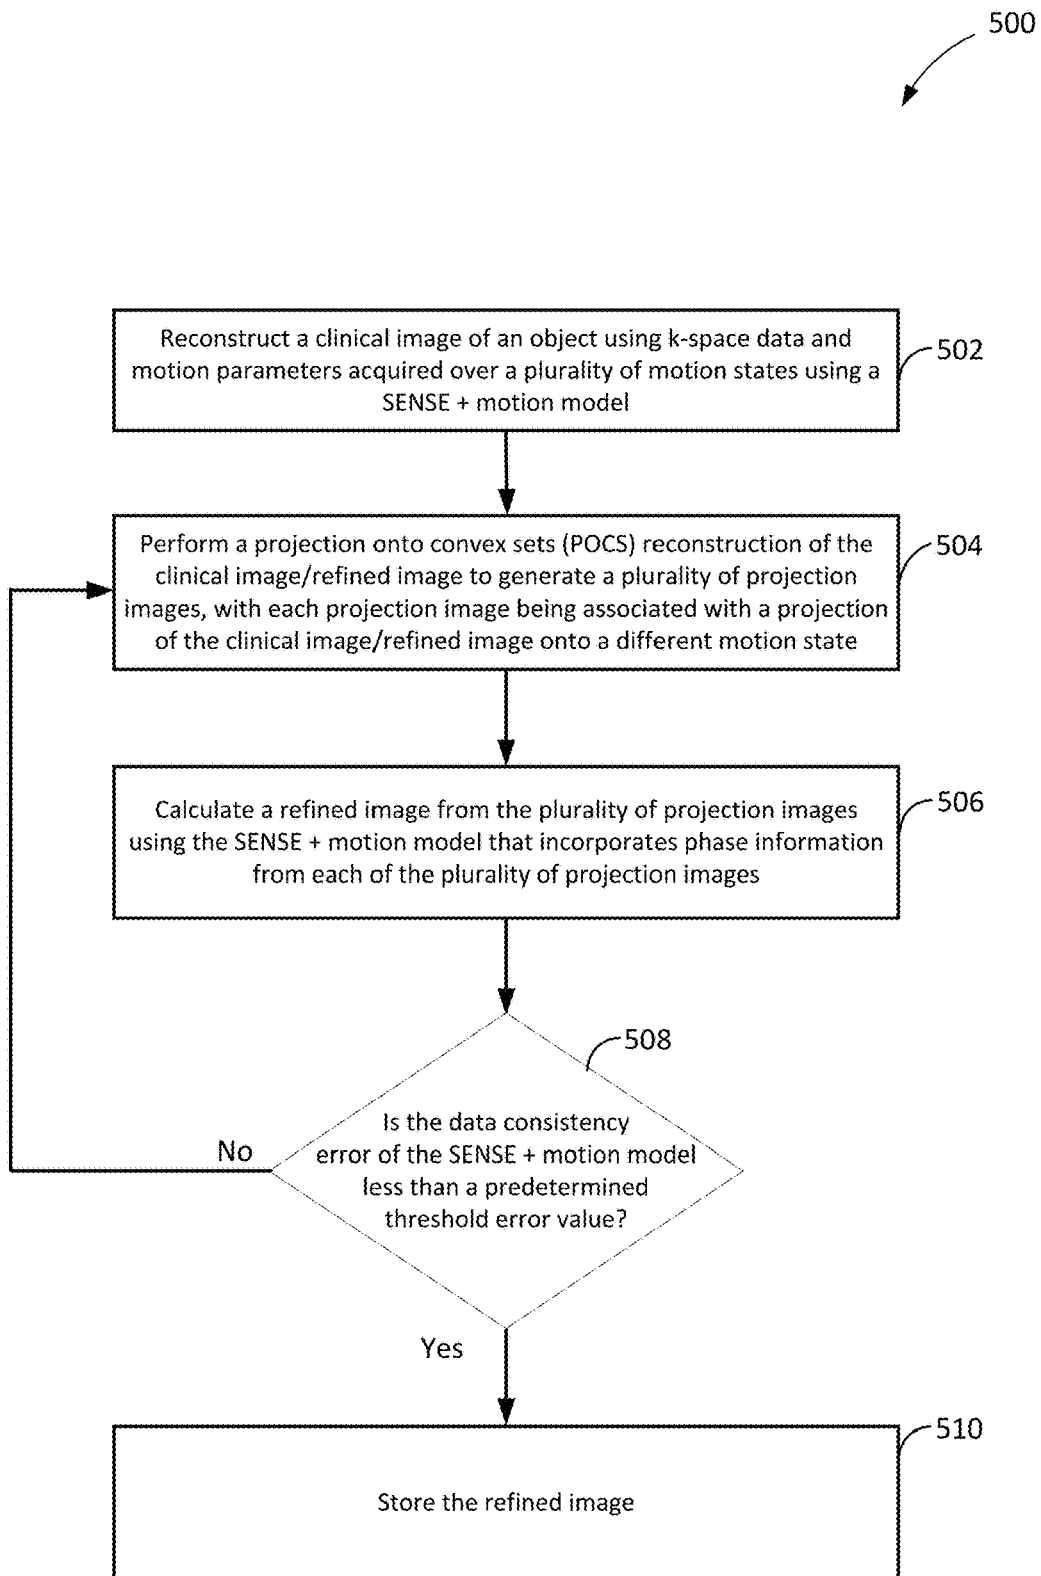 500
Reconstruct a clinical image of an object using k-space data and
motion parameters acquired over a plurality of motion states using a
SENSE + motion model
502
Perform a projection onto convex sets (POCS) reconstruction of the
clinical image/refined image to generate a plurality of projection
images, with each projection image being associated with a projection
of the clinical image/refined image onto a different motion state
504
Calculate a refined image from the plurality of projection images
using the SENSE + motion model that incorporates phase information
from each of the plurality of projection images
506
508
Is the data consistency
error of the SENSE + motion model
less than a predetermined
threshold error value?
No
Yes
510
Store the refined image